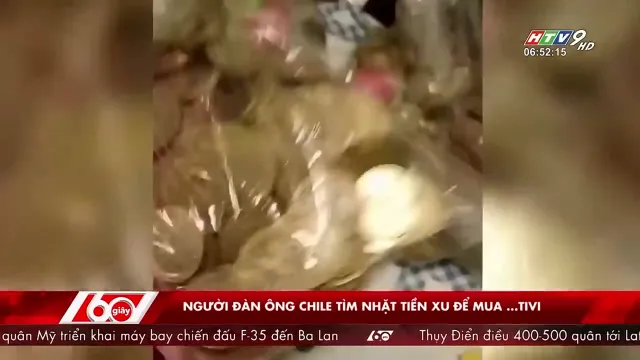 HTV9 HD
06:52:15
60 giây
NGƯỜI ĐÀN ÔNG CHILE TÌM NHẶT TIỀN XU ĐỂ MUA ...TIVI
quân Mỹ triển khai máy bay chiến đấu F-35 đến Ba Lan 60giây Thụy Điển điều 400-500 quân tới La